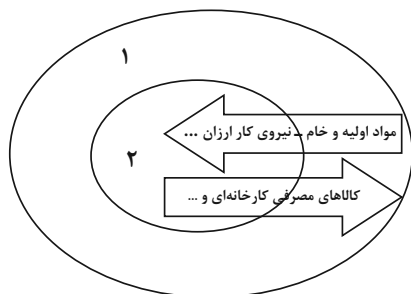 ۱
مواد اولیه و خام ـ نیروی کار ارزان ...
۲
کالاهای مصرفی کارخانه‌ای و ...